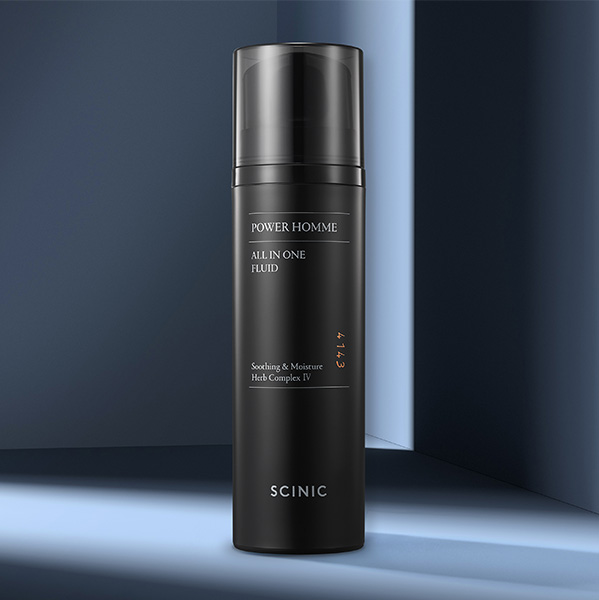 POWER HOMME
ALL IN ONE
FLUID
4143
Soothing & Moisture
Herb Complex IV
SCINIC